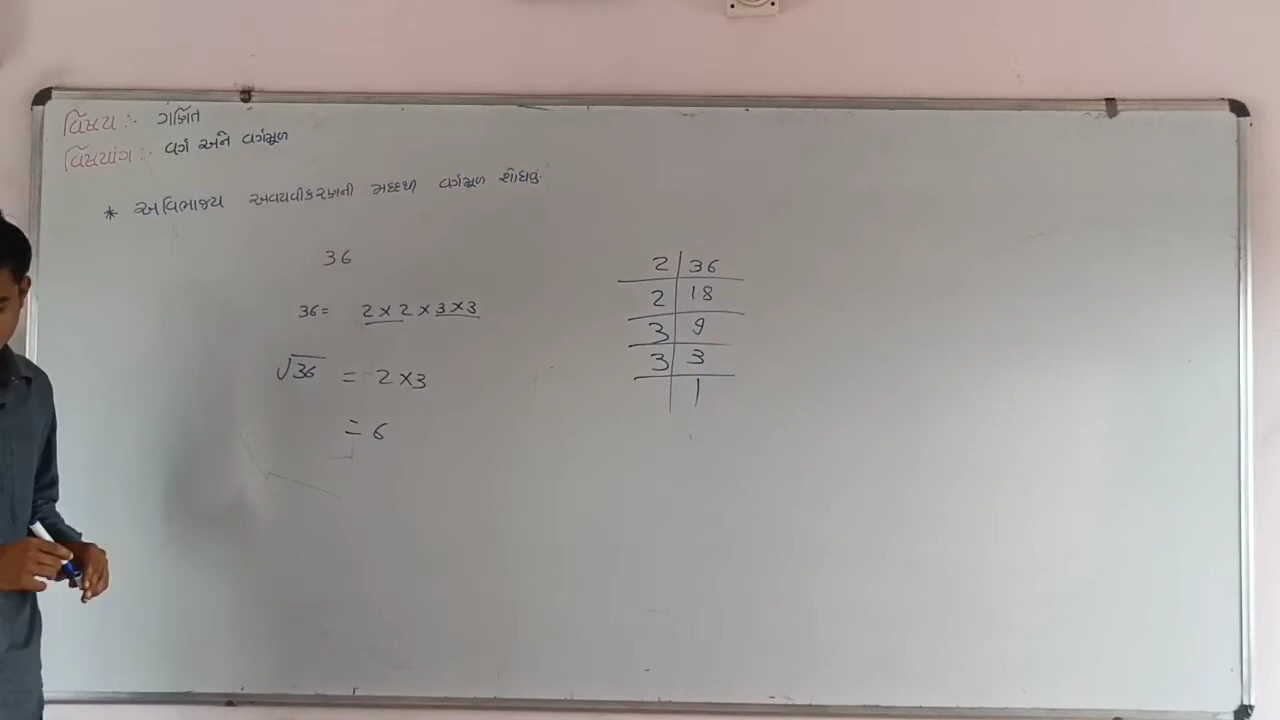 વિષય :- ગણિત
વિષયાંગ :- વર્ગ અને વર્ગમૂળ
* અવિભાજ્ય અવયવીકરણની મદદથી વર્ગમૂળ શોધવું.
36
36 = 2 × 2 × 3 × 3
√36 = 2 × 3
= 6
2 | 36
2 | 18
3 | 9
3 | 3
| 1